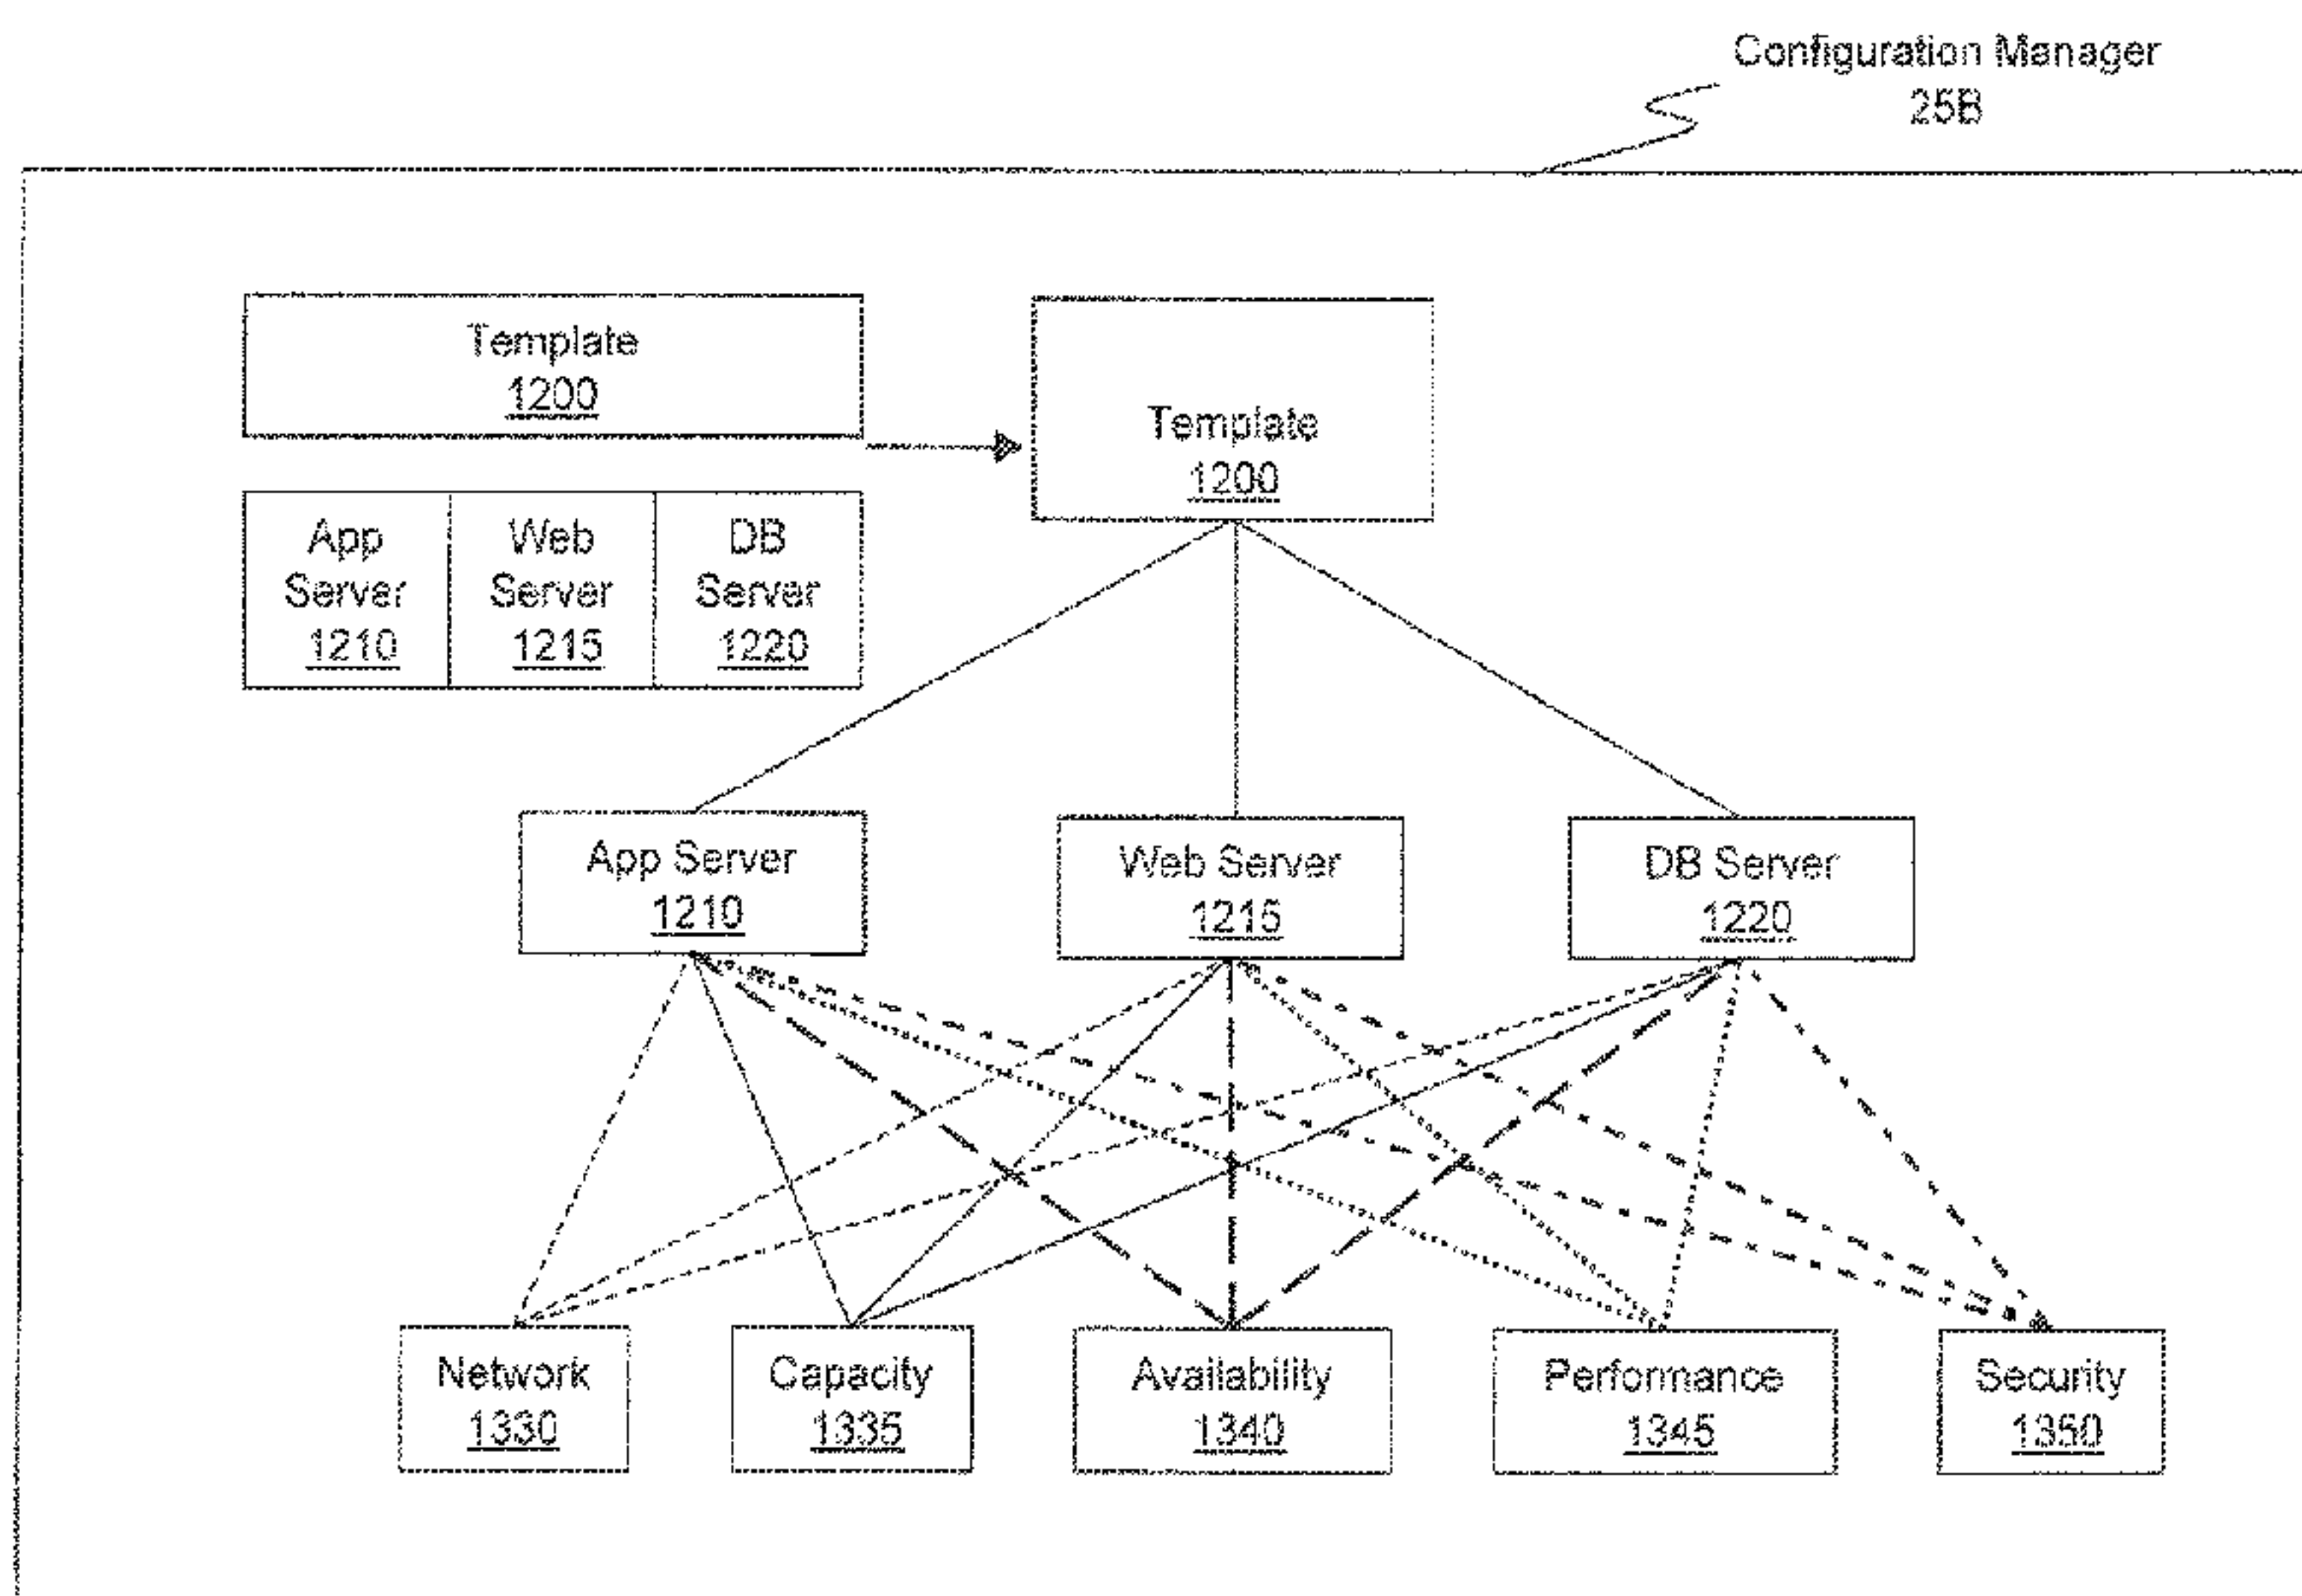 Configuration Manager
25B
Template
1200
Template
1200
App
Server
1210
Web
Server
1215
DB
Server
1220
App Server
1210
Web Server
1215
DB Server
1220
Network
1330
Capacity
1335
Availability
1340
Performance
1345
Security
1350